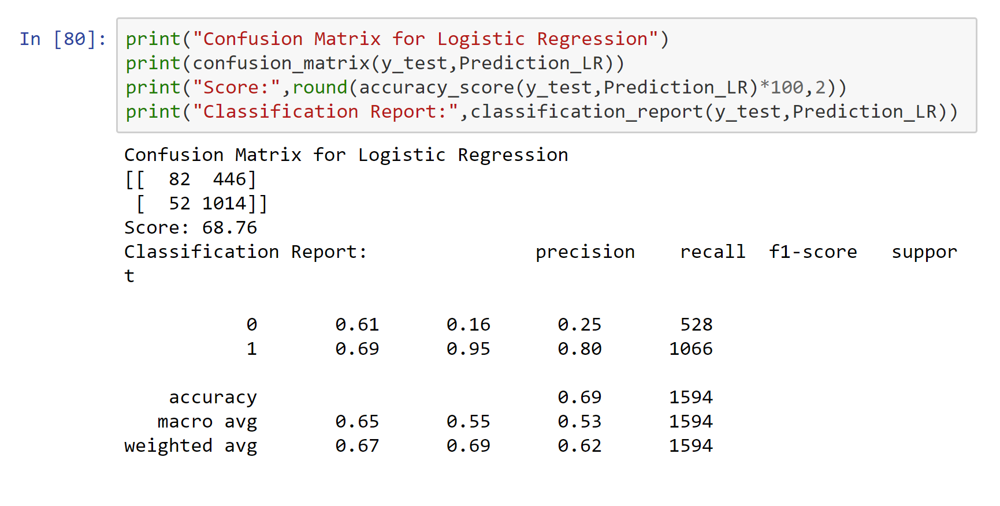 In [80]: print("Confusion Matrix for Logistic Regression")
print(confusion_matrix(y_test,Prediction_LR))
print("Score:",round(accuracy_score(y_test,Prediction_LR)*100,2))
print("Classification Report:",classification_report(y_test,Prediction_LR))
Confusion Matrix for Logistic Regression
[[  82  446]
 [  52 1014]]
Score: 68.76
Classification Report:               precision    recall  f1-score   suppor
t
           0       0.61      0.16      0.25       528
           1       0.69      0.95      0.80      1066
    accuracy                           0.69      1594
   macro avg       0.65      0.55      0.53      1594
weighted avg       0.67      0.69      0.62      1594